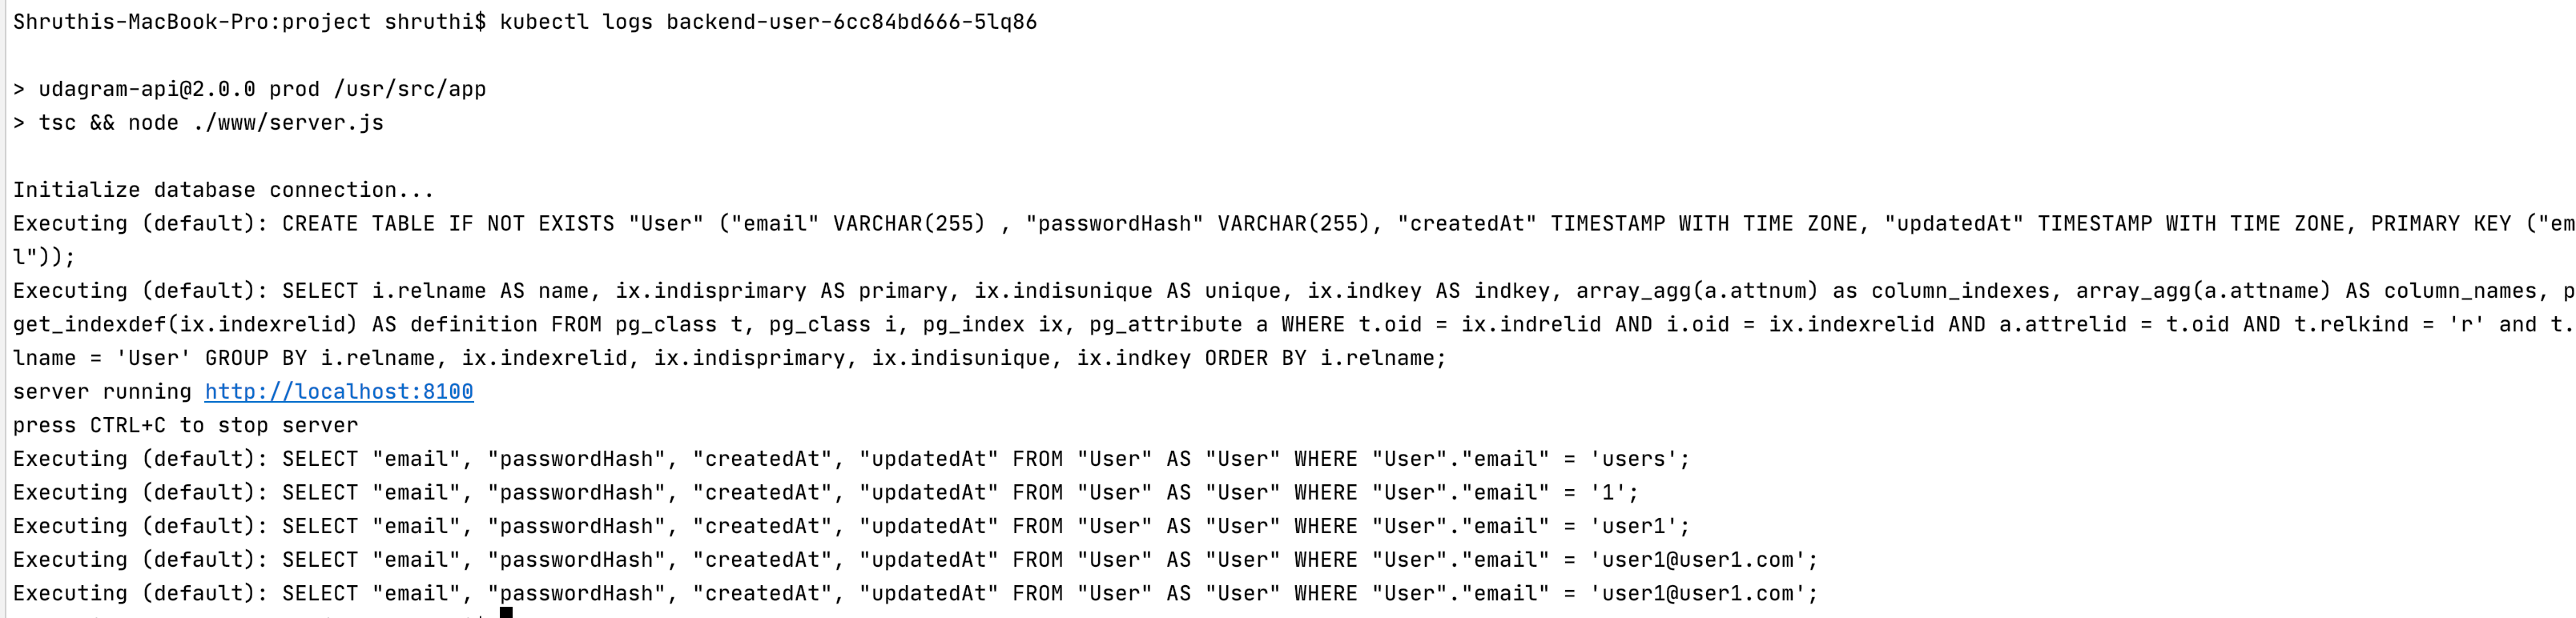 Shruthis-MacBook-Pro:project shruthi$ kubectl logs backend-user-6cc84bd666-5lq86
> udagram-api@2.0.0 prod /usr/src/app
> tsc && node ./www/server.js
Initialize database connection...
Executing (default): CREATE TABLE IF NOT EXISTS "User" ("email" VARCHAR(255) , "passwordHash" VARCHAR(255), "createdAt" TIMESTAMP WITH TIME ZONE, "updatedAt" TIMESTAMP WITH TIME ZONE, PRIMARY KEY ("em
l"));
Executing (default): SELECT i.relname AS name, ix.indisprimary AS primary, ix.indisunique AS unique, ix.indkey AS indkey, array_agg(a.attnum) as column_indexes, array_agg(a.attname) AS column_names, p
get_indexdef(ix.indexrelid) AS definition FROM pg_class t, pg_class i, pg_index ix, pg_attribute a WHERE t.oid = ix.indrelid AND i.oid = ix.indexrelid AND a.attrelid = t.oid AND t.relkind = 'r' and t.
lname = 'User' GROUP BY i.relname, ix.indexrelid, ix.indisprimary, ix.indisunique, ix.indkey ORDER BY i.relname;
server running http://localhost:8100
press CTRL+C to stop server
Executing (default): SELECT "email", "passwordHash", "createdAt", "updatedAt" FROM "User" AS "User" WHERE "User"."email" = 'users';
Executing (default): SELECT "email", "passwordHash", "createdAt", "updatedAt" FROM "User" AS "User" WHERE "User"."email" = '1';
Executing (default): SELECT "email", "passwordHash", "createdAt", "updatedAt" FROM "User" AS "User" WHERE "User"."email" = 'user1';
Executing (default): SELECT "email", "passwordHash", "createdAt", "updatedAt" FROM "User" AS "User" WHERE "User"."email" = 'user1@user1.com';
Executing (default): SELECT "email", "passwordHash", "createdAt", "updatedAt" FROM "User" AS "User" WHERE "User"."email" = 'user1@user1.com';